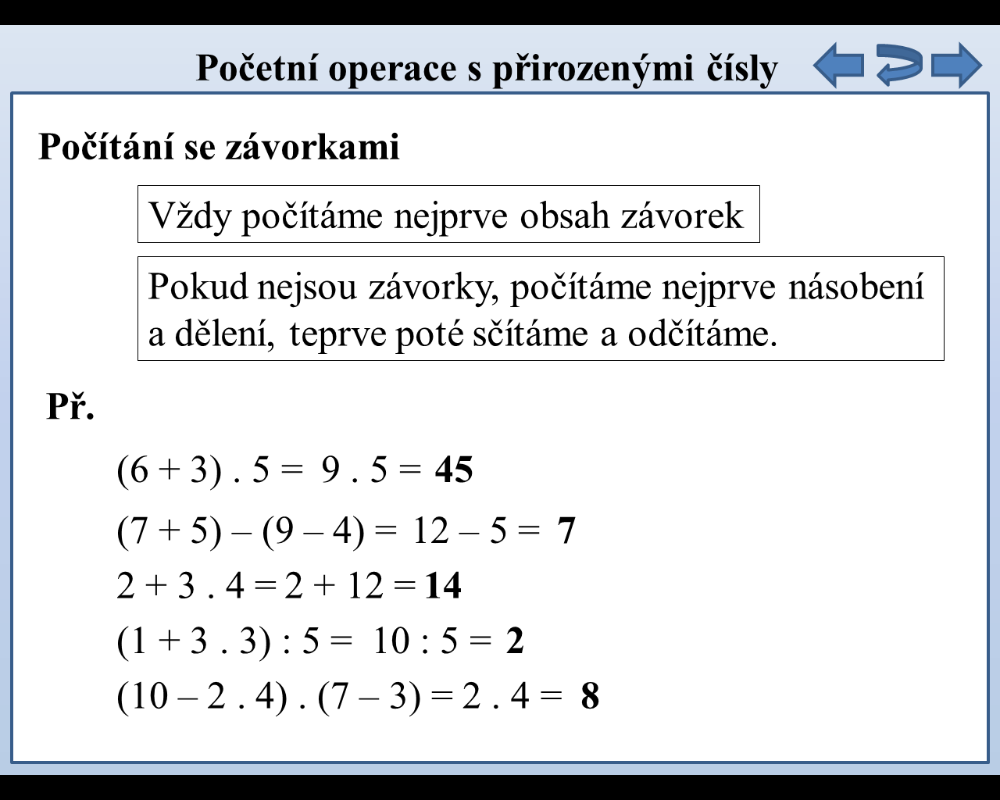 Početní operace s přirozenými čísly
Počítání se závorkami
Vždy počítáme nejprve obsah závorek
Pokud nejsou závorky, počítáme nejprve násobení
a dělení, teprve poté sčítáme a odčítáme.
Př.
(6 + 3) . 5 = 9 . 5 = 45
(7 + 5) – (9 – 4) = 12 – 5 = 7
2 + 3 . 4 = 2 + 12 = 14
(1 + 3 . 3) : 5 = 10 : 5 = 2
(10 – 2 . 4) . (7 – 3) = 2 . 4 = 8